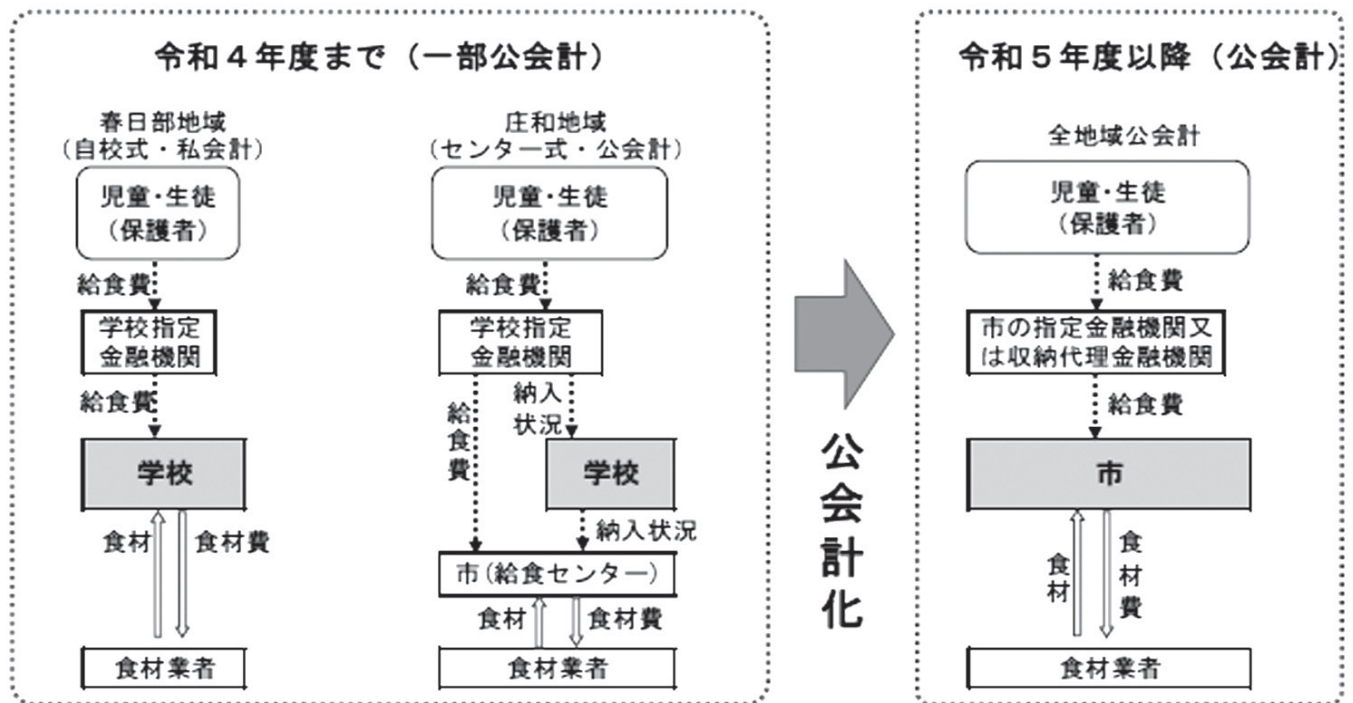 令和４年度まで（一部公会計）
春日部地域
（自校式・私会計）
児童・生徒
（保護者）
給食費
学校指定
金融機関
給食費
学校
食材
食材費
食材業者
庄和地域
（センター式・公会計）
児童・生徒
（保護者）
給食費
学校指定
金融機関
給食費
納入
状況
学校
納入状況
市（給食センター）
食材
食材費
食材業者
公会計化
令和５年度以降（公会計）
全地域公会計
児童・生徒
（保護者）
給食費
市の指定金融機関又
は収納代理金融機関
給食費
市
食材
食材費
食材業者